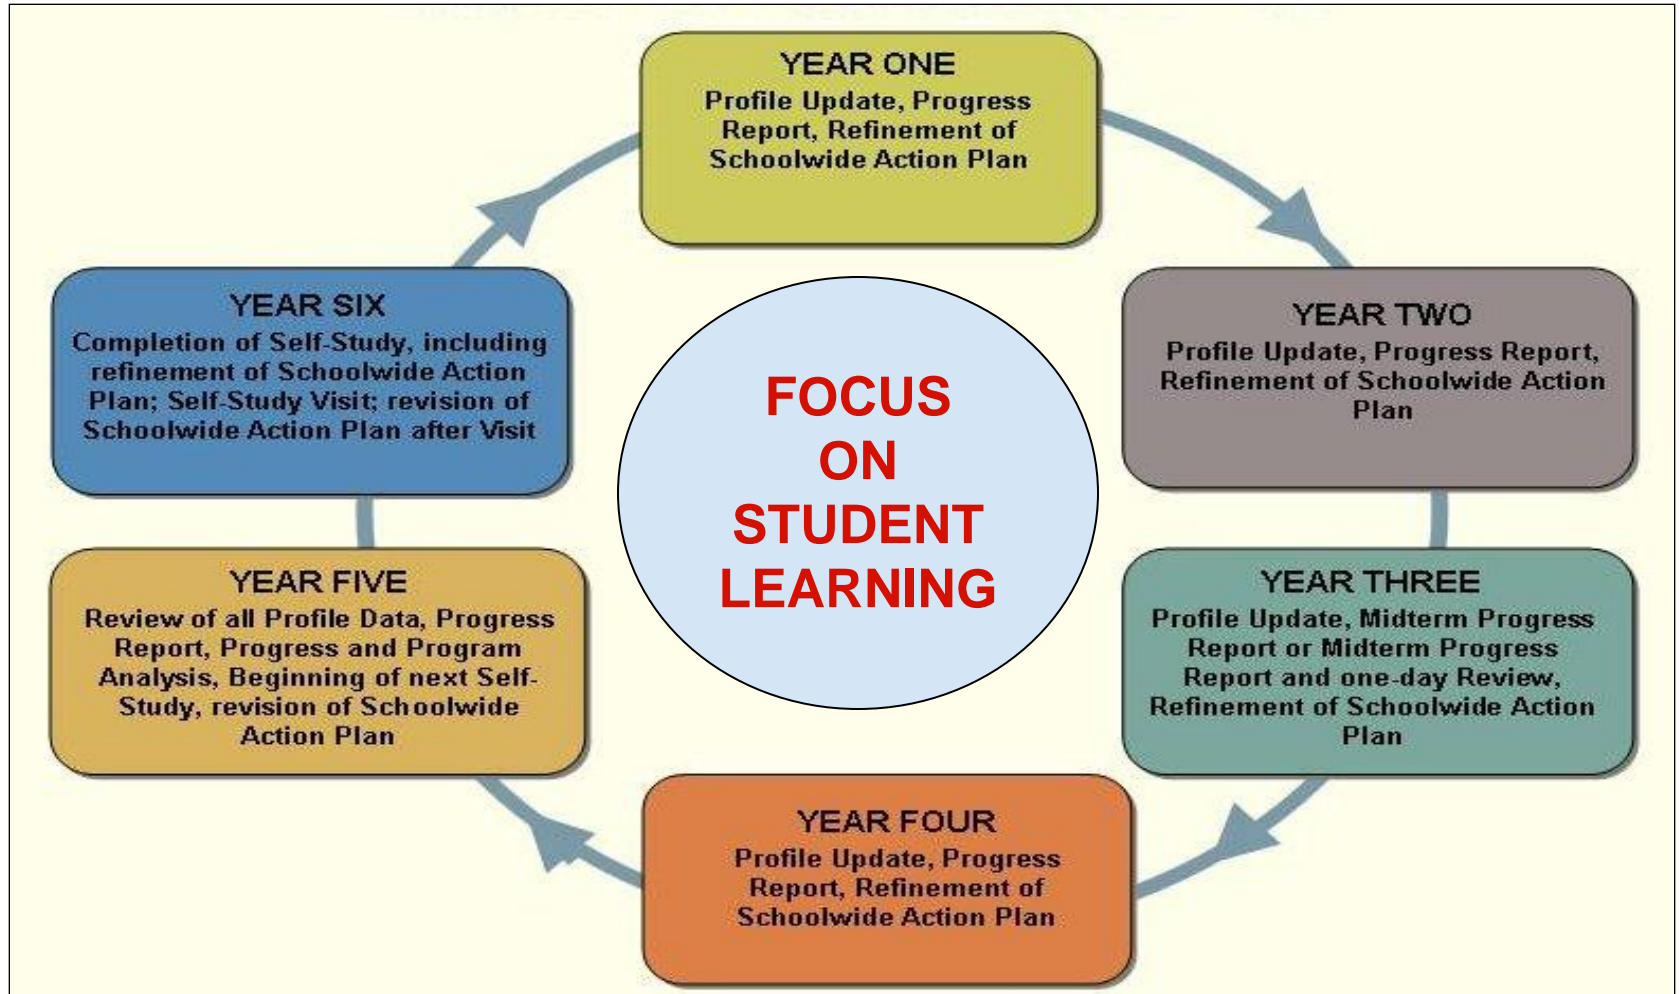 YEAR ONE
Profile Update, Progress
Report, Refinement of
Schoolwide Action Plan
YEAR TWO
Profile Update, Progress Report,
Refinement of Schoolwide Action
Plan
YEAR THREE
Profile Update, Midterm Progress
Report or Midterm Progress
Report and one-day Review,
Refinement of Schoolwide Action
Plan
YEAR FOUR
Profile Update, Progress
Report, Refinement of
Schoolwide Action Plan
YEAR FIVE
Review of all Profile Data, Progress
Report, Progress and Program
Analysis, Beginning of next Self-
Study, revision of Schoolwide
Action Plan
YEAR SIX
Completion of Self-Study, including
refinement of Schoolwide Action
Plan; Self-Study Visit; revision of
Schoolwide Action Plan after Visit
FOCUS
ON
STUDENT
LEARNING